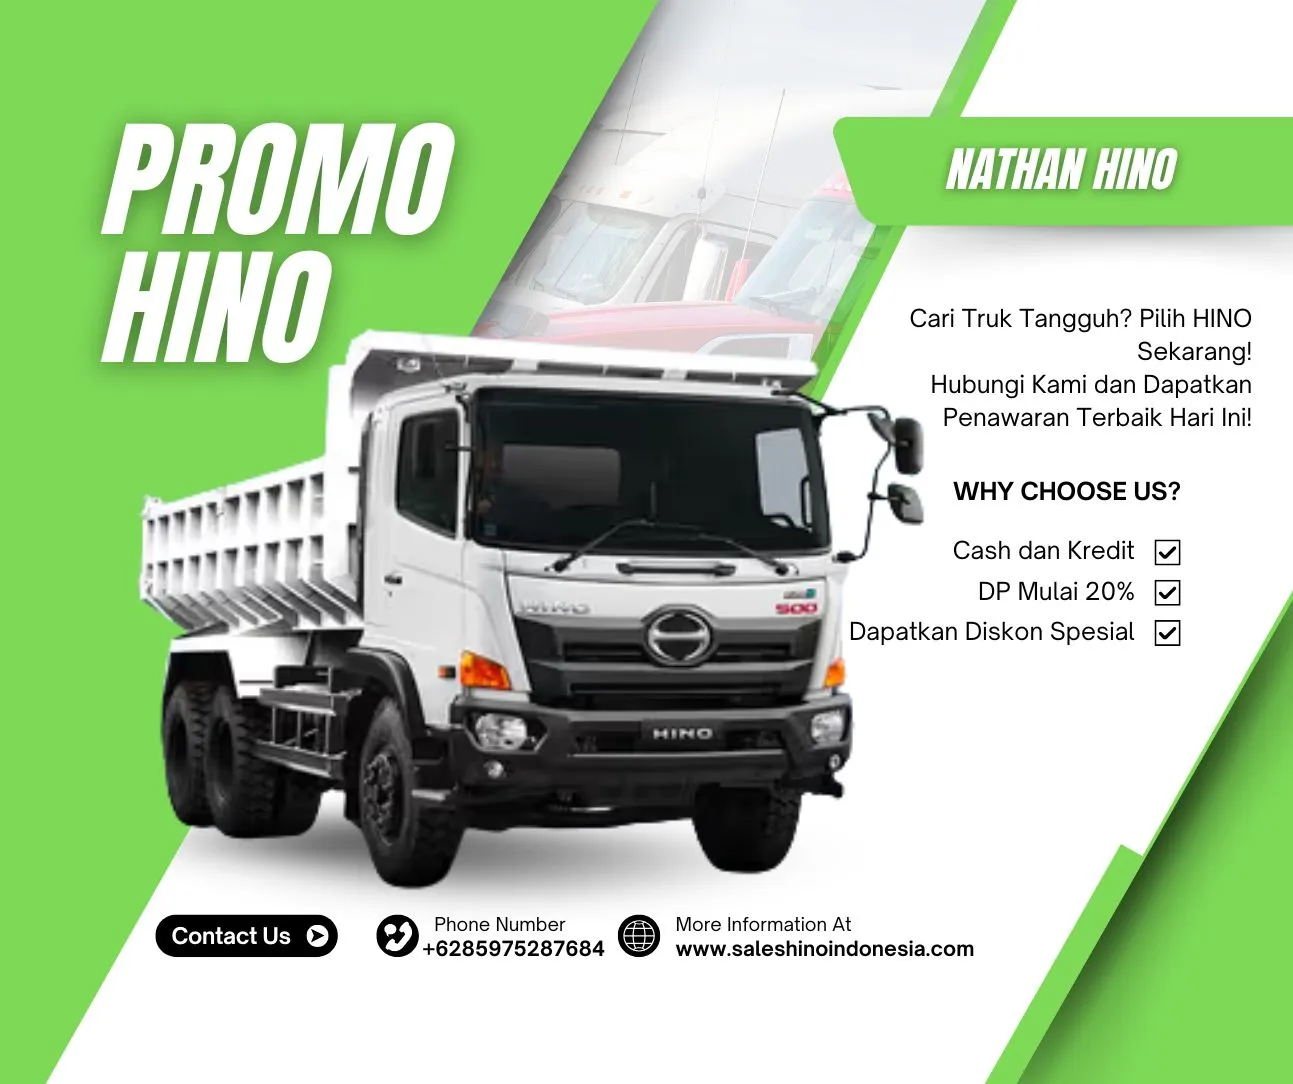 PROMO
HINO
NATHAN HINO
Cari Truk Tangguh? Pilih HINO
Sekarang!
Hubungi Kami dan Dapatkan
Penawaran Terbaik Hari Ini!
WHY CHOOSE US?
Cash dan Kredit
DP Mulai 20%
Dapatkan Diskon Spesial
HINO
500
HINO
Contact Us
Phone Number
+6285975287684
More Information At
www.saleshinoindonesia.com